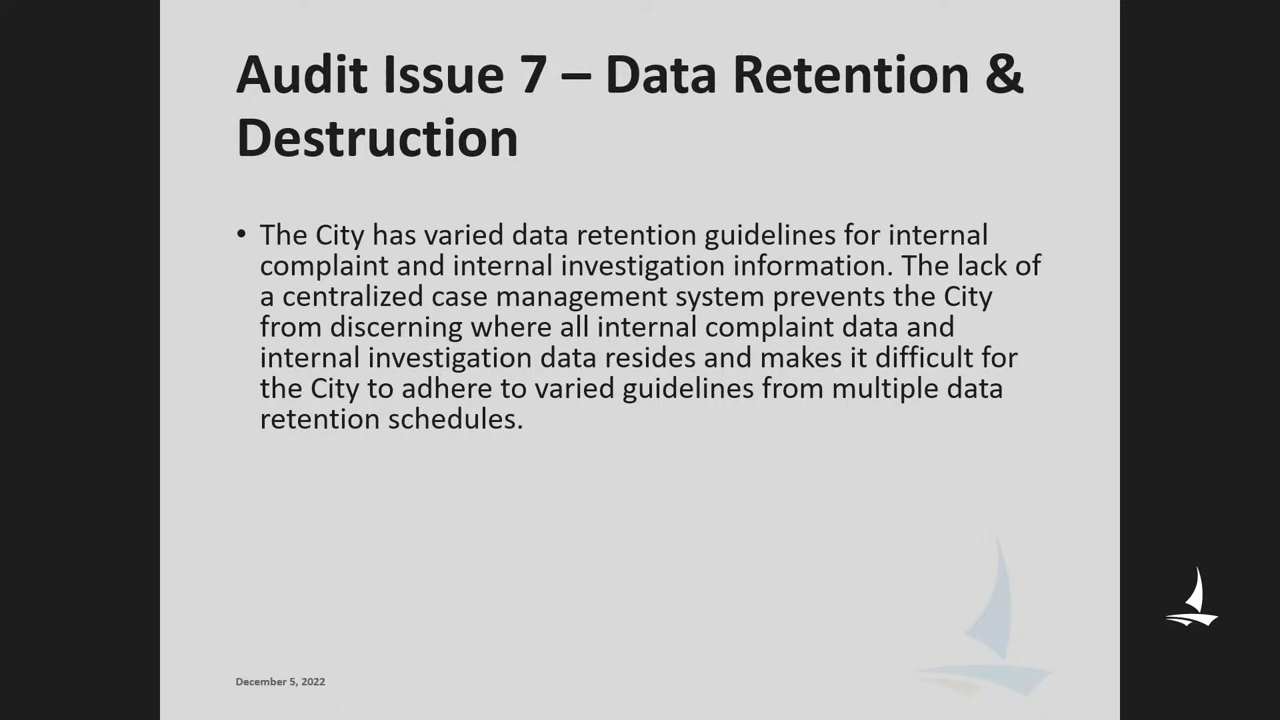 Audit Issue 7 – Data Retention &
Destruction
• The City has varied data retention guidelines for internal
complaint and internal investigation information. The lack of
a centralized case management system prevents the City
from discerning where all internal complaint data and
internal investigation data resides and makes it difficult for
the City to adhere to varied guidelines from multiple data
retention schedules.
December 5, 2022